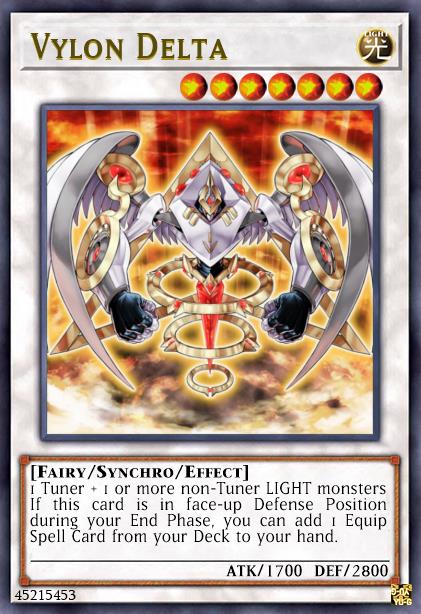 Vylon Delta
LIGHT
光
[Fairy/Synchro/Effect]
1 Tuner + 1 or more non-Tuner LIGHT monsters
If this card is in face-up Defense Position
during your End Phase, you can add 1 Equip
Spell Card from your Deck to your hand.
ATK/1700 DEF/2800
45215453